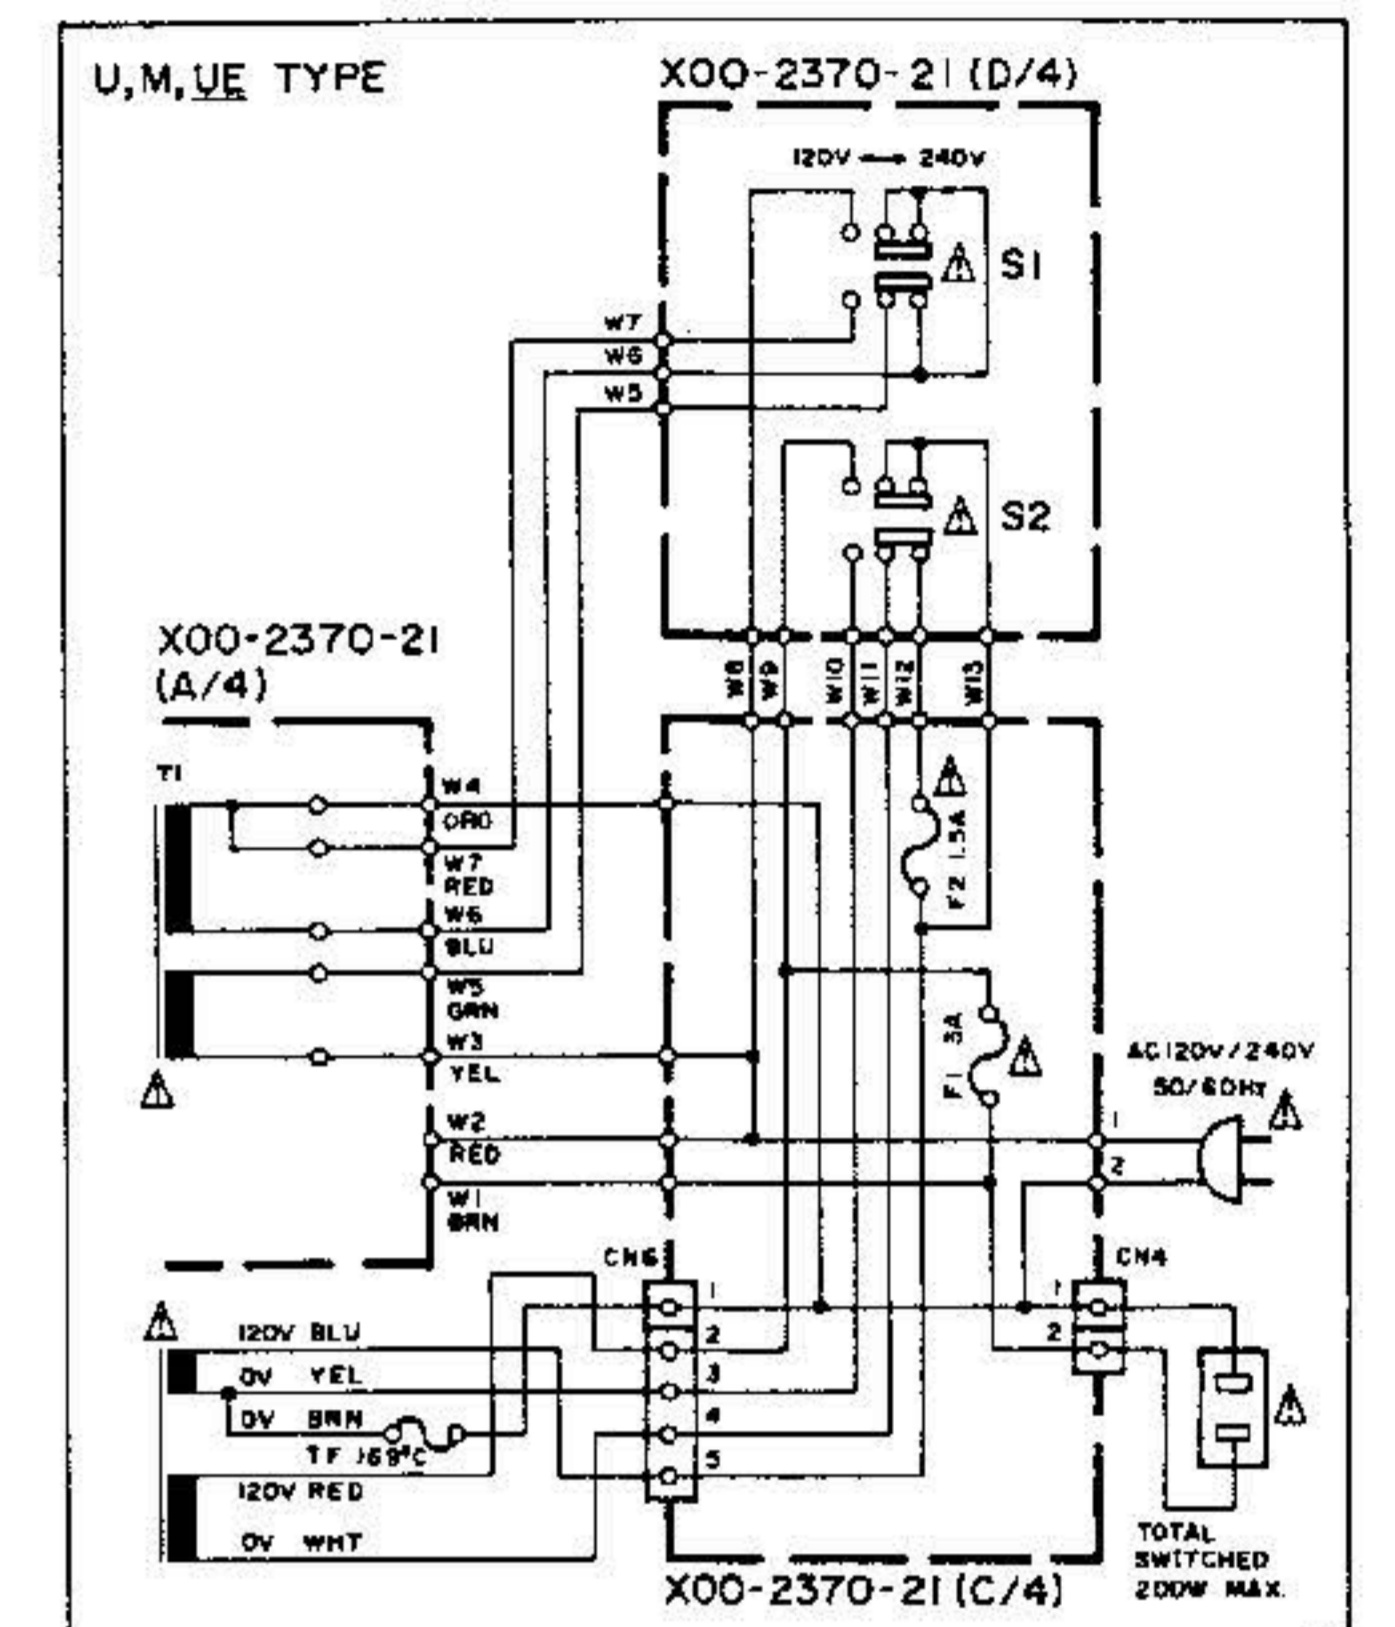 U,M,UE TYPE
X00-2370-21(D/4)
120V ⟷ 240V
S1
W7
W6
W5
S2
X00-2370-21
(A/4)
W8
W9
W10
W11
W12
W13
T1
W4
ORG
W7
RED
W6
BLU
W5
GRN
W3
YEL
W2
RED
W1
BRN
F2 1.5A
F1 5A
AC120V/240V
50/60Hz
1
2
CN6
1
2
3
4
5
CN4
1
2
120V BLU
0V YEL
0V BRN
TF 169°C
120V RED
0V WHT
TOTAL
SWITCHED
200W MAX.
X00-2370-21(C/4)